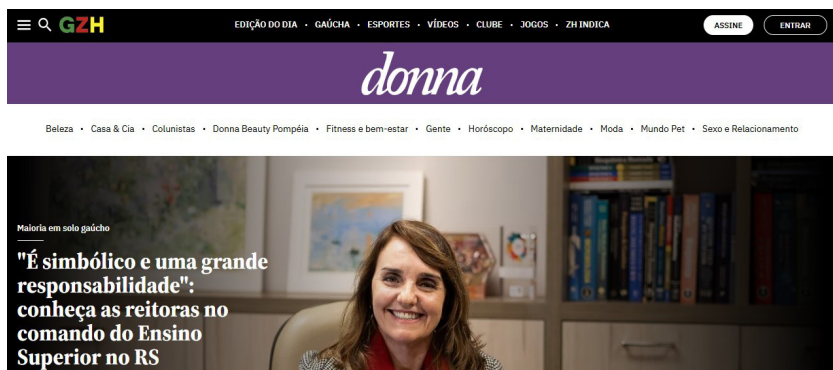 GZH
EDIÇÃO DO DIA • GAÚCHA • ESPORTES • VÍDEOS • CLUBE • JOGOS • ZH INDICA
ASSINE
ENTRAR
donna
Beleza • Casa & Cia • Colunistas • Donna Beauty Pompéia • Fitness e bem-estar • Gente • Horóscopo • Maternidade • Moda • Mundo Pet • Sexo e Relacionamento
Maioria em solo gaúcho
"É simbólico e uma grande
responsabilidade":
conheça as reitoras no
comando do Ensino
Superior no RS